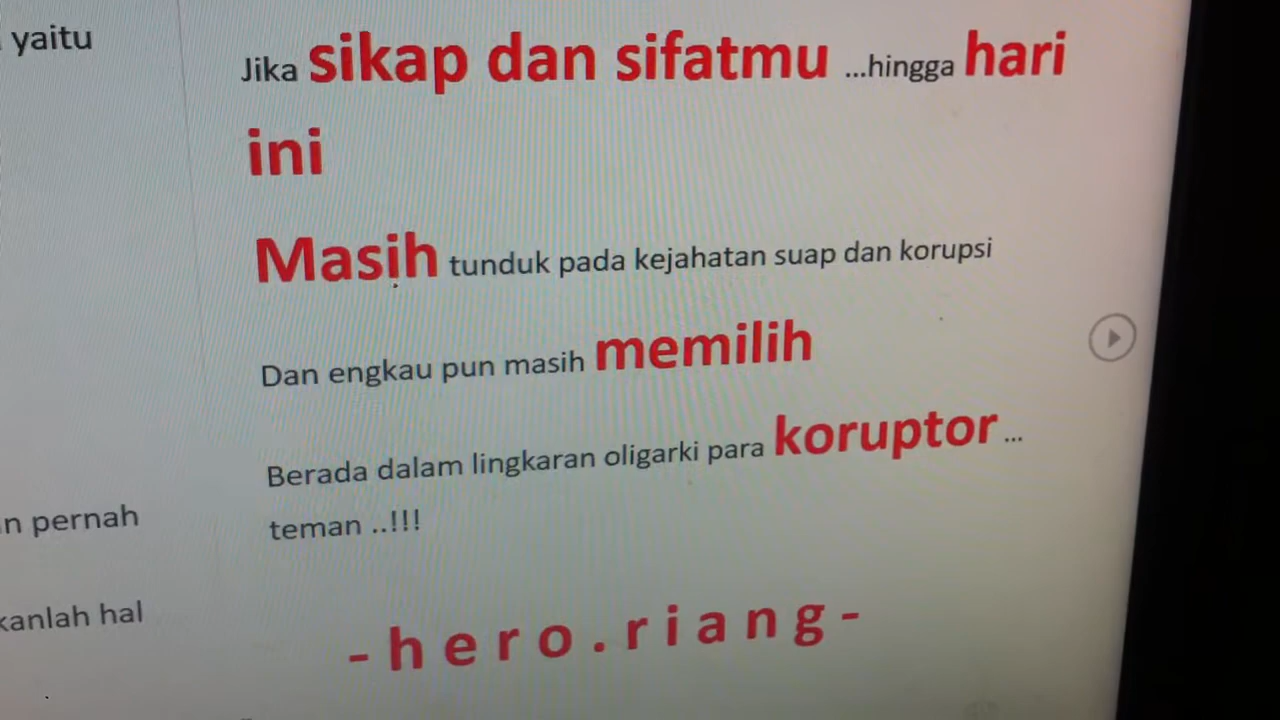 yaitu
Jika sikap dan sifatmu ...hingga hari
ini
Masih tunduk pada kejahatan suap dan korupsi
Dan engkau pun masih memilih
Berada dalam lingkaran oligarki para koruptor...
teman ..!!!
n pernah
kanlah hal
-hero.riang-